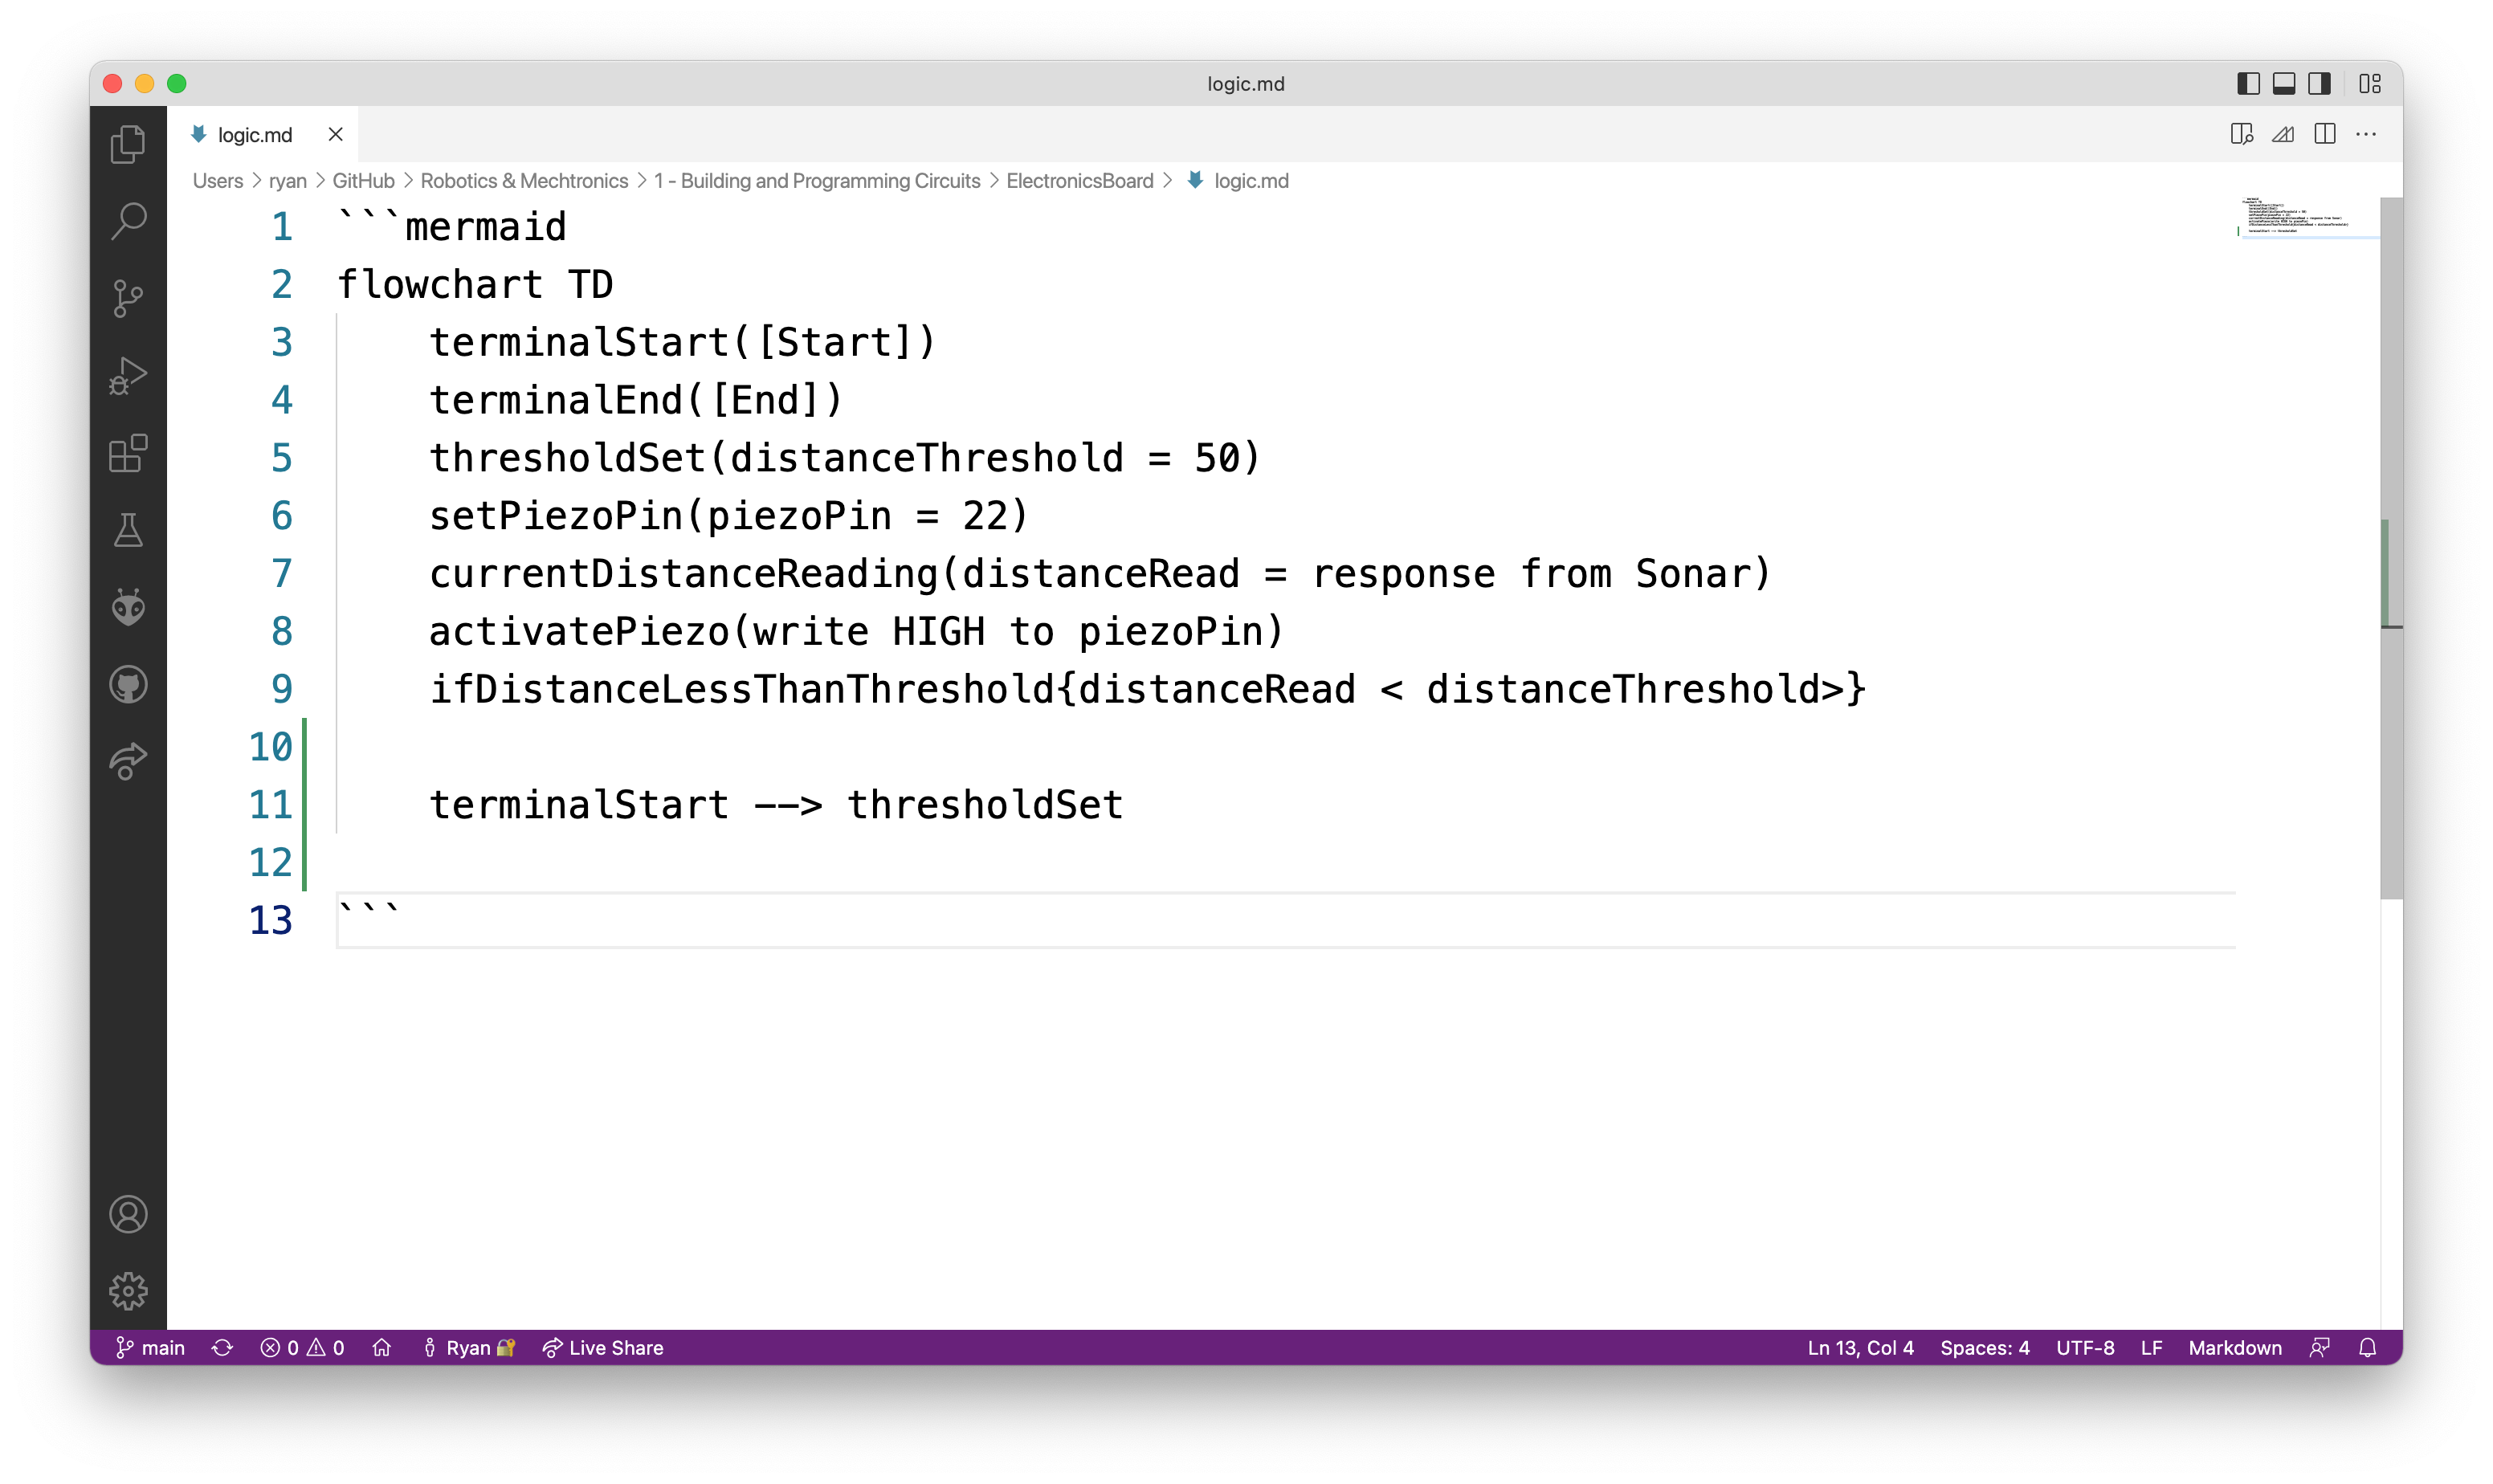 logic.md
logic.md
Users > ryan > GitHub > Robotics & Mechtronics > 1 - Building and Programming Circuits > ElectronicsBoard > logic.md
1 ```mermaid
2 flowchart TD
3 terminalStart([Start])
4 terminalEnd([End])
5 thresholdSet(distanceThreshold = 50)
6 setPiezoPin(piezoPin = 22)
7 currentDistanceReading(distanceRead = response from Sonar)
8 activatePiezo(write HIGH to piezoPin)
9 ifDistanceLessThanThreshold{distanceRead < distanceThreshold>}
10
11 terminalStart --> thresholdSet
12
13 ```
main 0 0 Ryan Live Share Ln 13, Col 4 Spaces: 4 UTF-8 LF Markdown